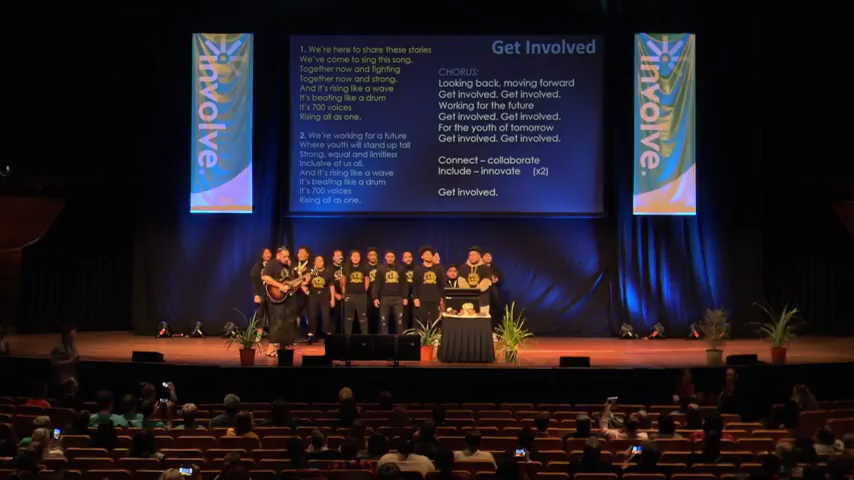 involve.
Get Involved
1. We're here to share these stories
We've come to sing this song.
Together now and fighting
Together now and strong.
And it's rising like a wave
It's beating like a drum
It's 700 voices
Rising all as one.
2. We're working for a future
Where youth will stand up tall
Strong, equal and limitless
Inclusive of us all.
And it's rising like a wave
It's beating like a drum
It's 700 voices
Rising all as one.
CHORUS:
Looking back, moving forward
Get involved. Get involved.
Working for the future
Get involved. Get involved.
For the youth of tomorrow
Get involved. Get involved.
Connect – collaborate
Include – innovate (x2)
Get involved.
involve.